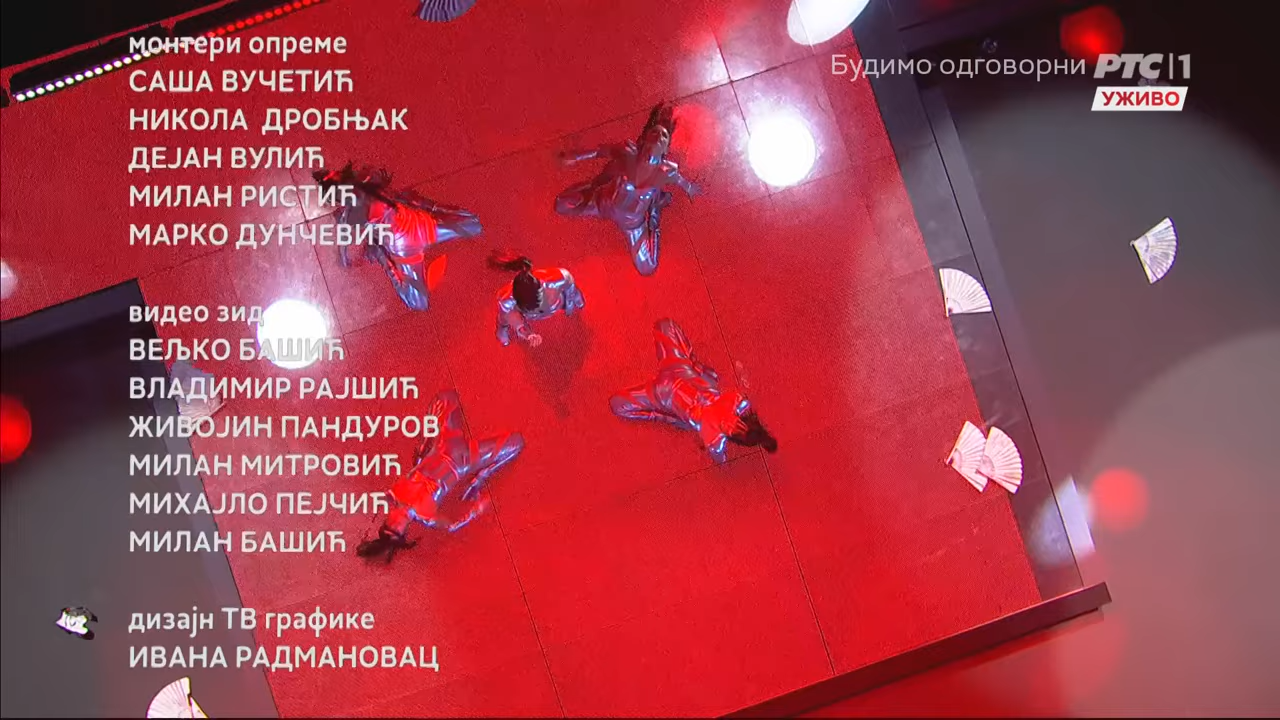 монтери опреме
САША ВУЧЕТИЋ
НИКОЛА ДРОБЊАК
ДЕЈАН ВУЛИЋ
МИЛАН РИСТИЋ
МАРКО ДУНЧЕВИЋ
видео зид
ВЕЉКО БАШИЋ
ВЛАДИМИР РАЈШИЋ
ЖИВОЈИН ПАНДУРОВ
МИЛАН МИТРОВИЋ
МИХАЈЛО ПЕЈЧИЋ
МИЛАН БАШИЋ
дизајн ТВ графике
ИВАНА РАДМАНОВАЦ
Будимо одговорни РТС|1
УЖИВО